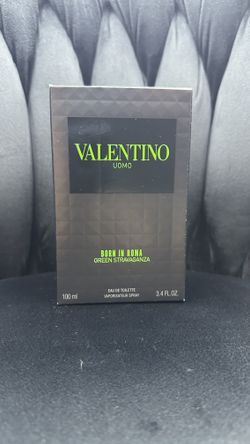 VALENTINO
UOMO
BORN IN ROMA
GREEN STRAVAGANZA
EAU DE TOILETTE
VAPORISATEUR SPRAY
100 ml 3.4 FL. OZ.